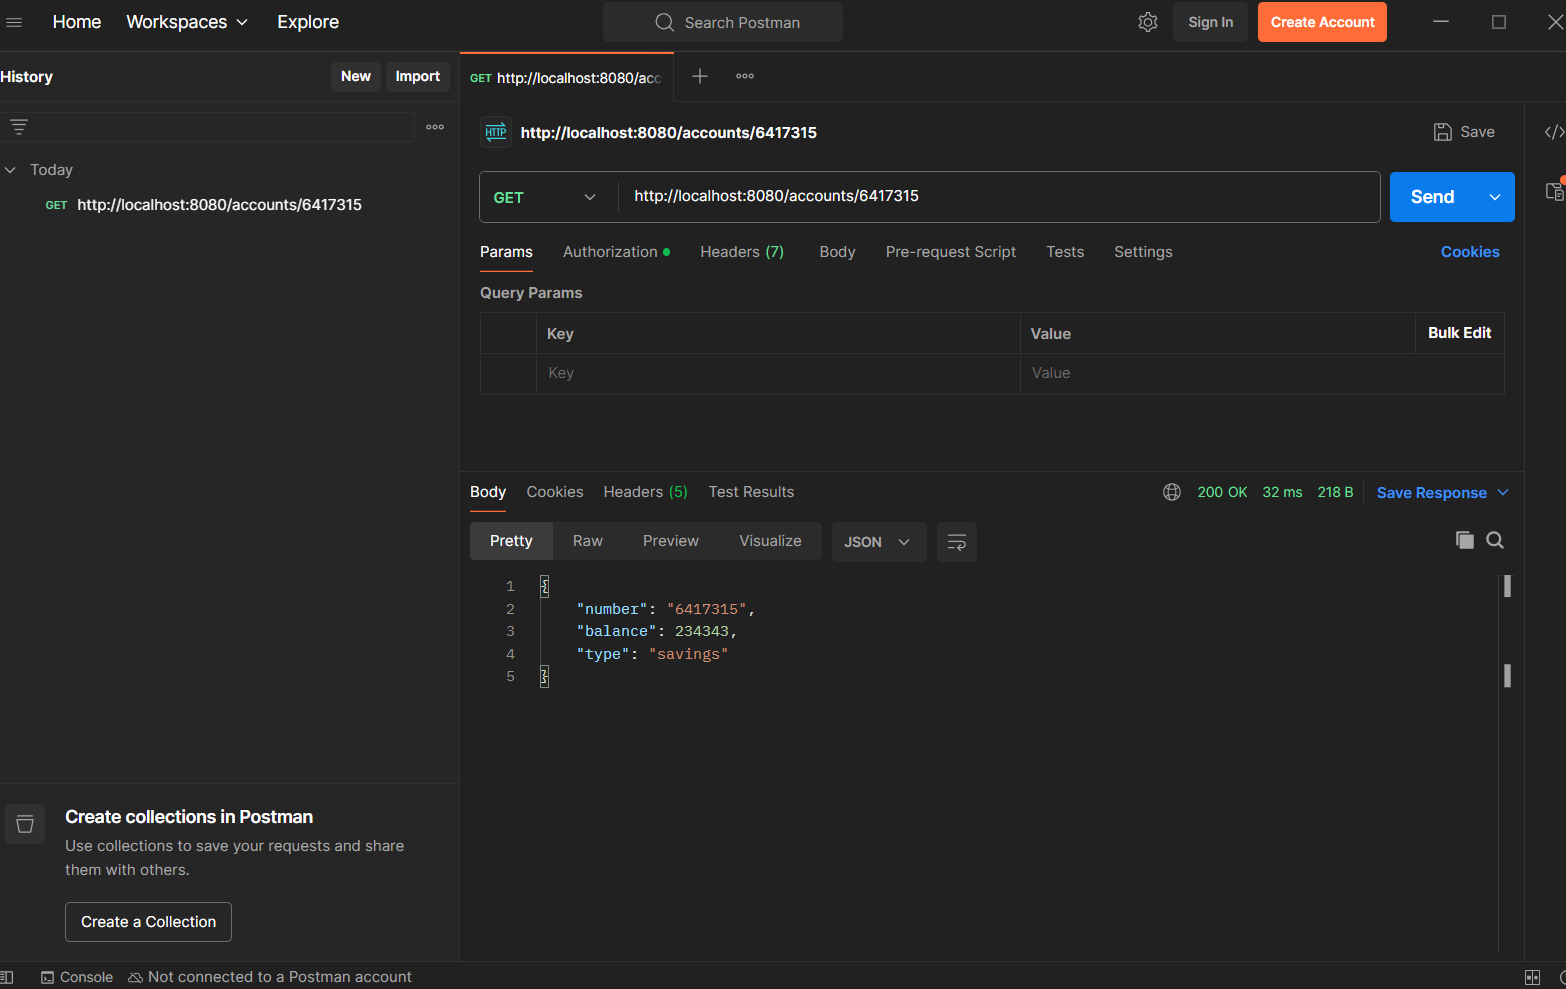 Home Workspaces Explore Search Postman Sign In Create Account
History New Import
GET http://localhost:8080/acc
http://localhost:8080/accounts/6417315 Save
HTTP
Today
GET http://localhost:8080/accounts/6417315
GET http://localhost:8080/accounts/6417315 Send
Params Authorization Headers (7) Body Pre-request Script Tests Settings Cookies
Query Params
Key Value Bulk Edit
Key Value
Body Cookies Headers (5) Test Results 200 OK 32 ms 218 B Save Response
Pretty Raw Preview Visualize JSON
1 {
2 "number": "6417315",
3 "balance": 234343,
4 "type": "savings"
5 }
Create collections in Postman
Use collections to save your requests and share
them with others.
Create a Collection
Console Not connected to a Postman account